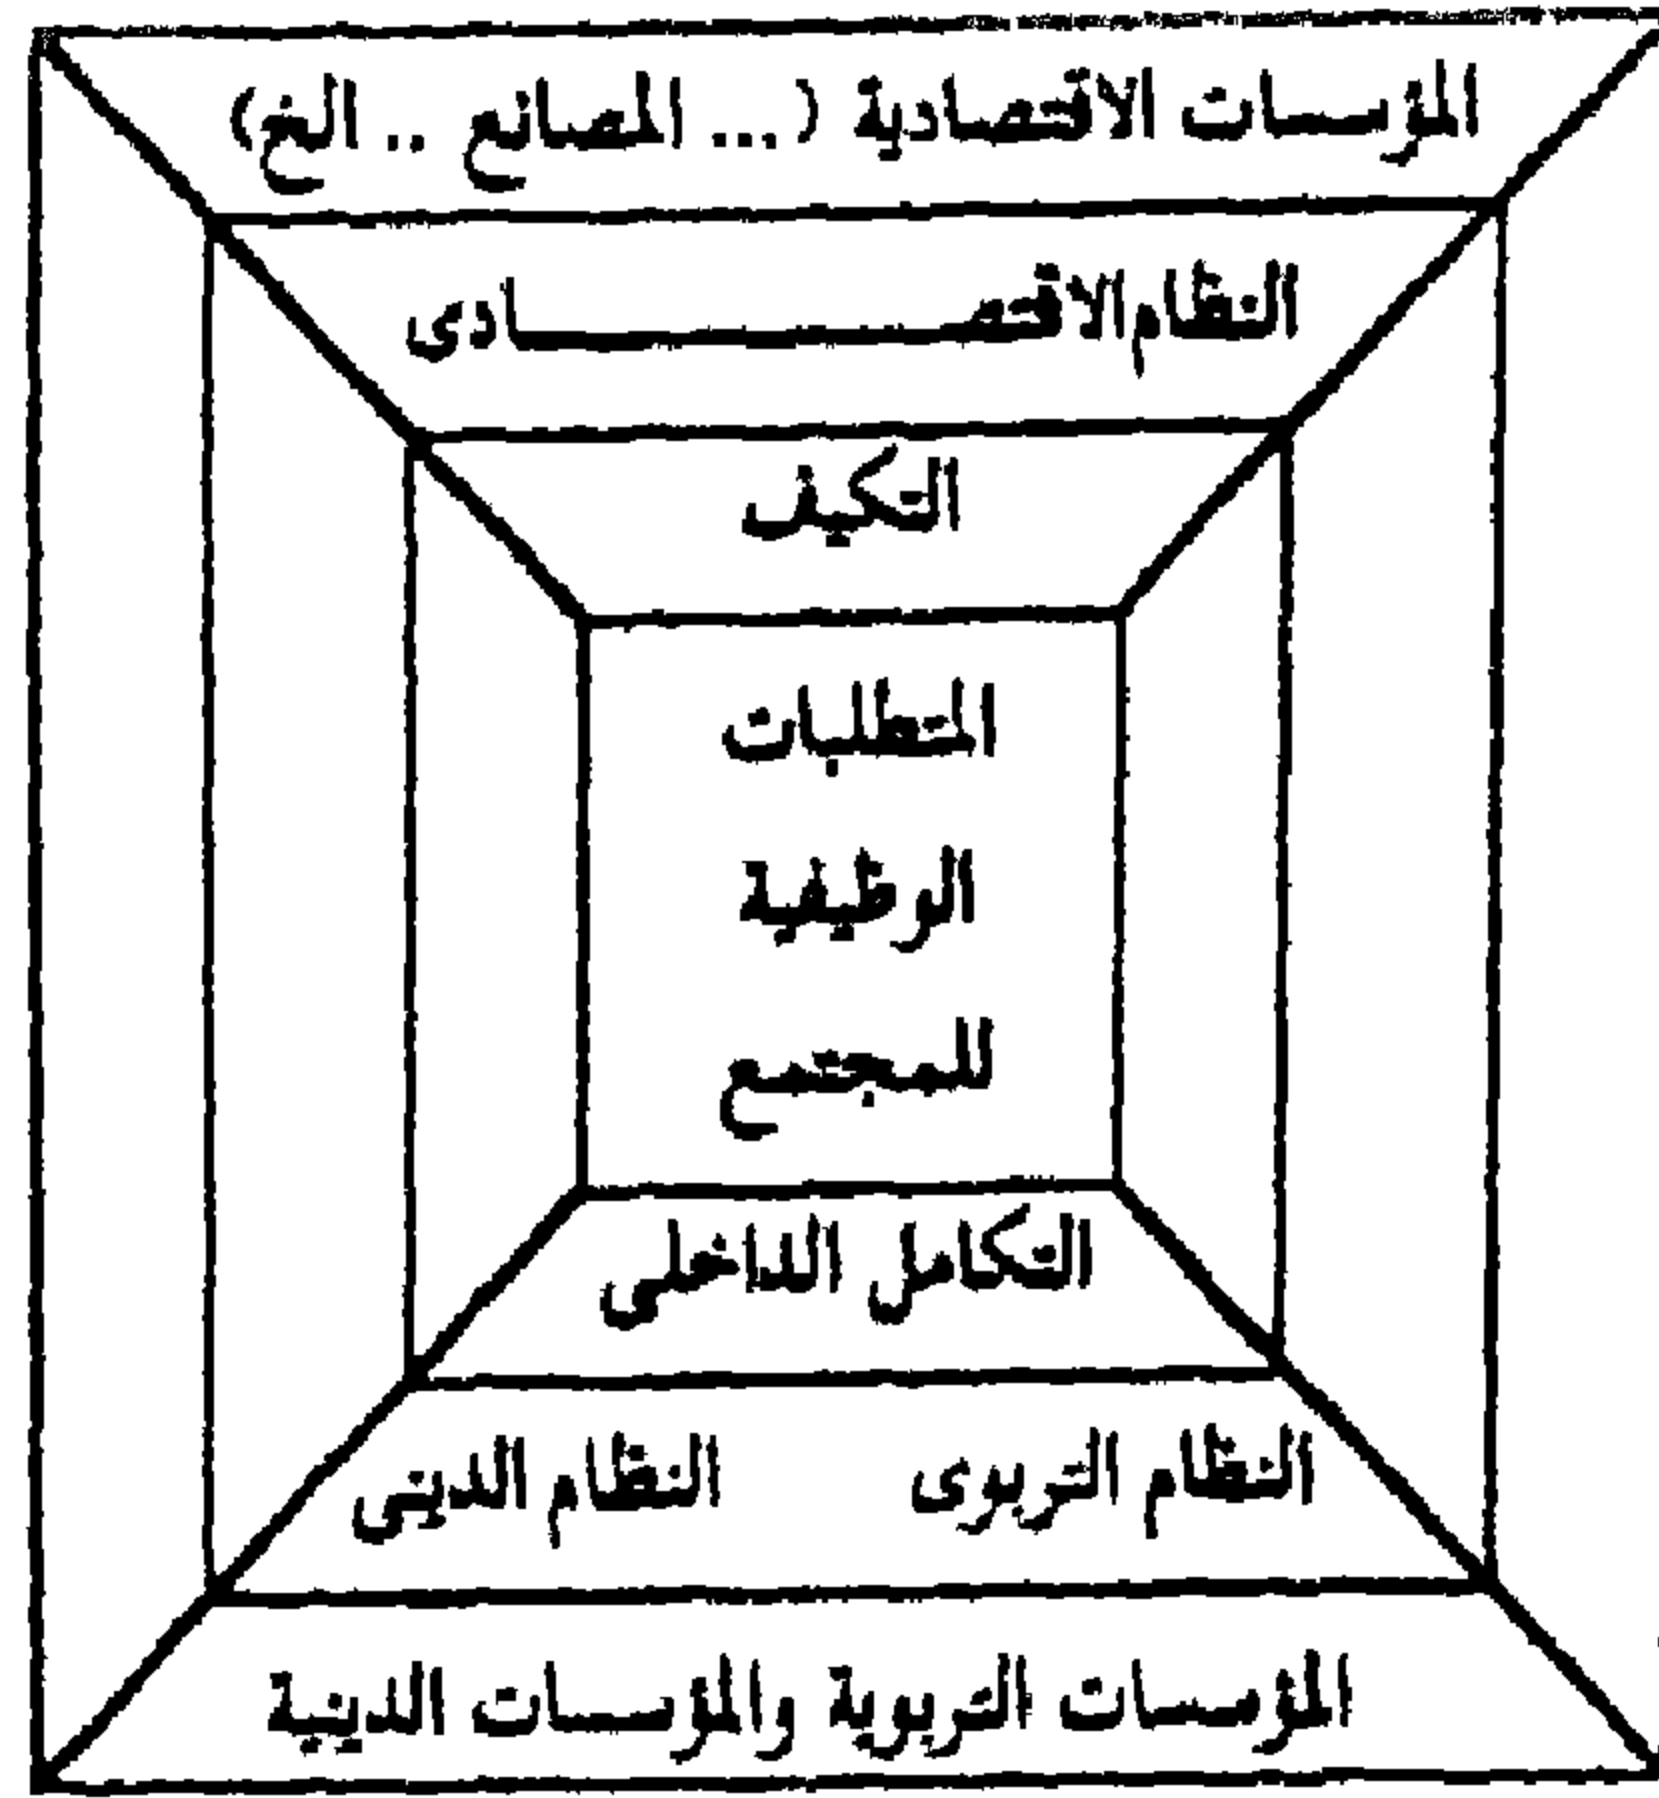 المؤسسات الاقتصادية (... المصانع .. الخ)
النظام الاقتصـــــــــــادى
التكيف
المتطلبات
الوظيفية
للمجتمع
التكامل الداخلى
النظام التربوى النظام الدينى
المؤسسات التربوية والمؤسسات الدينية